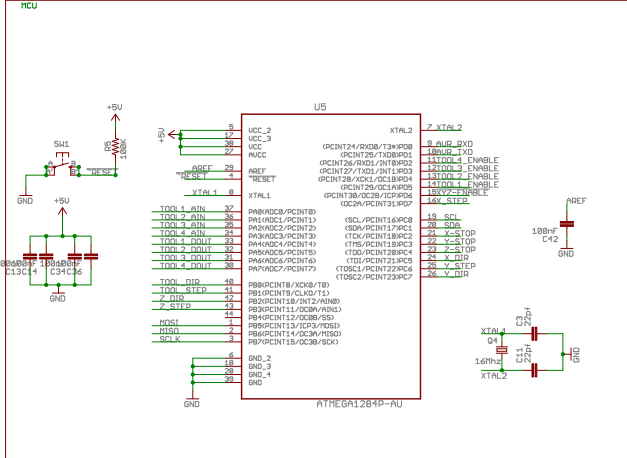 MCU
U5
+5V
SW1
R5
100K
*RESET
GND
+5V
5 VCC_2
17 VCC_3
38 VCC
27 AVCC
AREF 29 AREF
*RESET 4 *RESET
XTAL1 8 XTAL1
TOOL1_AIN 37 PA0(ADC0/PCINT0)
TOOL2_AIN 36 PA1(ADC1/PCINT1)
TOOL3_AIN 35 PA2(ADC2/PCINT2)
TOOL4_AIN 34 PA3(ADC3/PCINT3)
TOOL1_DOUT 33 PA4(ADC4/PCINT4)
TOOL2_DOUT 32 PA5(ADC5/PCINT5)
TOOL3_DOUT 31 PA6(ADC6/PCINT6)
TOOL4_DOUT 30 PA7(ADC7/PCINT7)
TOOL_DIR 40 PB0(PCINT8/XCK0/T0)
TOOL_STEP 41 PB1(PCINT9/CLKO/T1)
Z_DIR 42 PB2(PCINT10/INT2/AIN0)
Z_STEP 43 PB3(PCINT11/OC0A/AIN1)
44 PB4(PCINT12/OC0B/SS)
MOSI 1 PB5(PCINT13/ICP3/MOSI)
MISO 2 PB6(PCINT14/OC3A/MISO)
SCLK 3 PB7(PCINT15/OC3B/SCK)
6 GND_2
18 GND_3
28 GND_4
39 GND
GND
XTAL2 7 XTAL2
(PCINT24/RXD0/T3*)PD0 9 AUR_RXD
(PCINT25/TXD0)PD1 10 AUR_TXD
(PCINT26/RXD1/INT0)PD2 11 TOOL4_ENABLE
(PCINT27/TXD1/INT1)PD3 12 TOOL3_ENABLE
(PCINT28/XCK1/OC1B)PD4 13 TOOL2_ENABLE
(PCINT29/OC1A)PD5 14 TOOL1_ENABLE
(PCINT30/OC2B/ICP)PD6 15 XYZ-ENABLE
(OC2A/PCINT31)PD7 16 X_STEP
(SCL/PCINT16)PC0 19 SCL
(SDA/PCINT17)PC1 20 SDA
(TCK/PCINT18)PC2 21 X-STOP
(TMS/PCINT19)PC3 22 Y-STOP
(TDO/PCINT20)PC4 23 Z-STOP
(TDI/PCINT21)PC5 24 X_DIR
(TOSC1/PCINT22)PC6 25 Y_STEP
(TOSC2/PCINT23)PC7 26 Y_DIR
ATMEGA1284P-AU
+5V
C13 C14 C34 C36
GND
AREF
100nF
C42
GND
XTAL1
Q4
16Mhz
XTAL2
C3
22pf
C11
22pf
GND